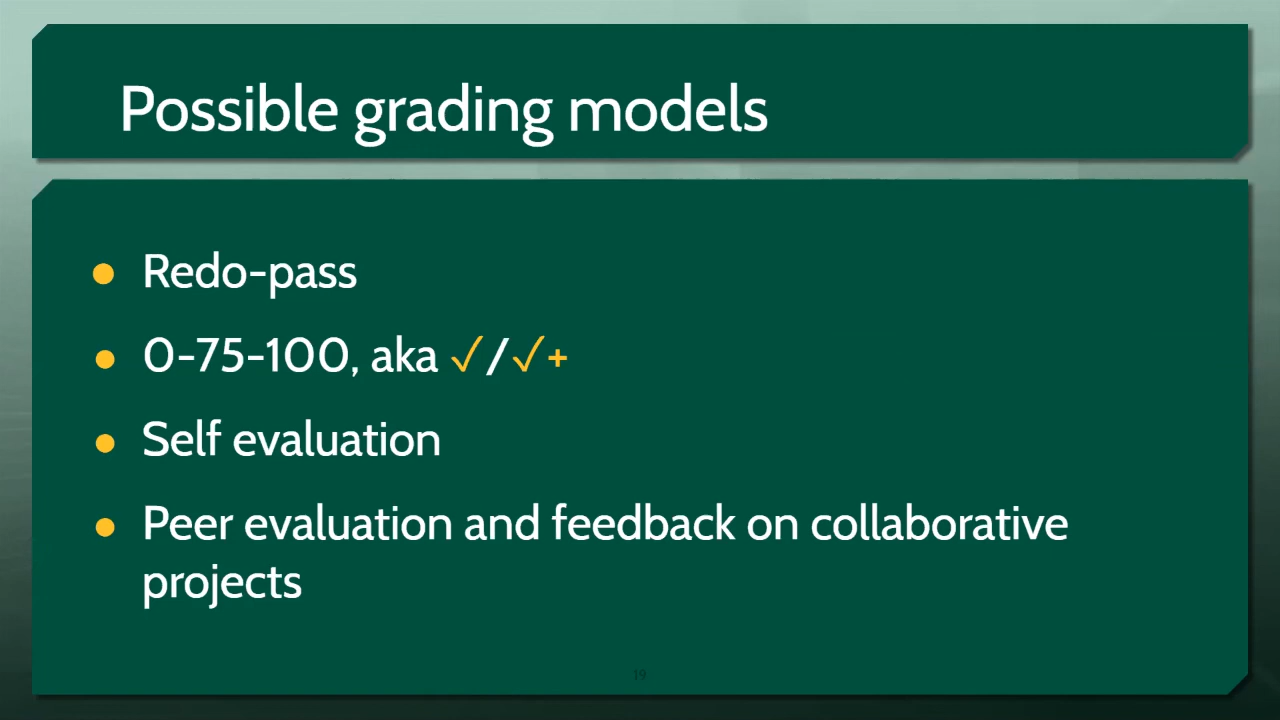 Possible grading models
● Redo-pass
● 0-75-100, aka ✓/✓+
● Self evaluation
● Peer evaluation and feedback on collaborative
projects
19